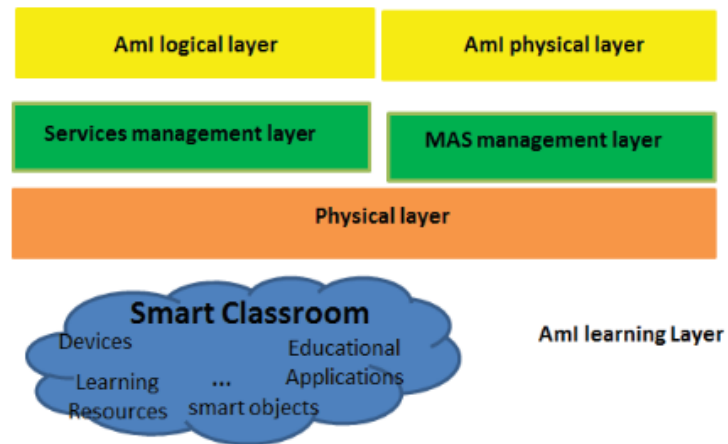 AmI logical layer
AmI physical layer
Services management layer
MAS management layer
Physical layer
Smart Classroom
Devices
Educational
Applications
Learning
Resources
...
smart objects
AmI learning Layer